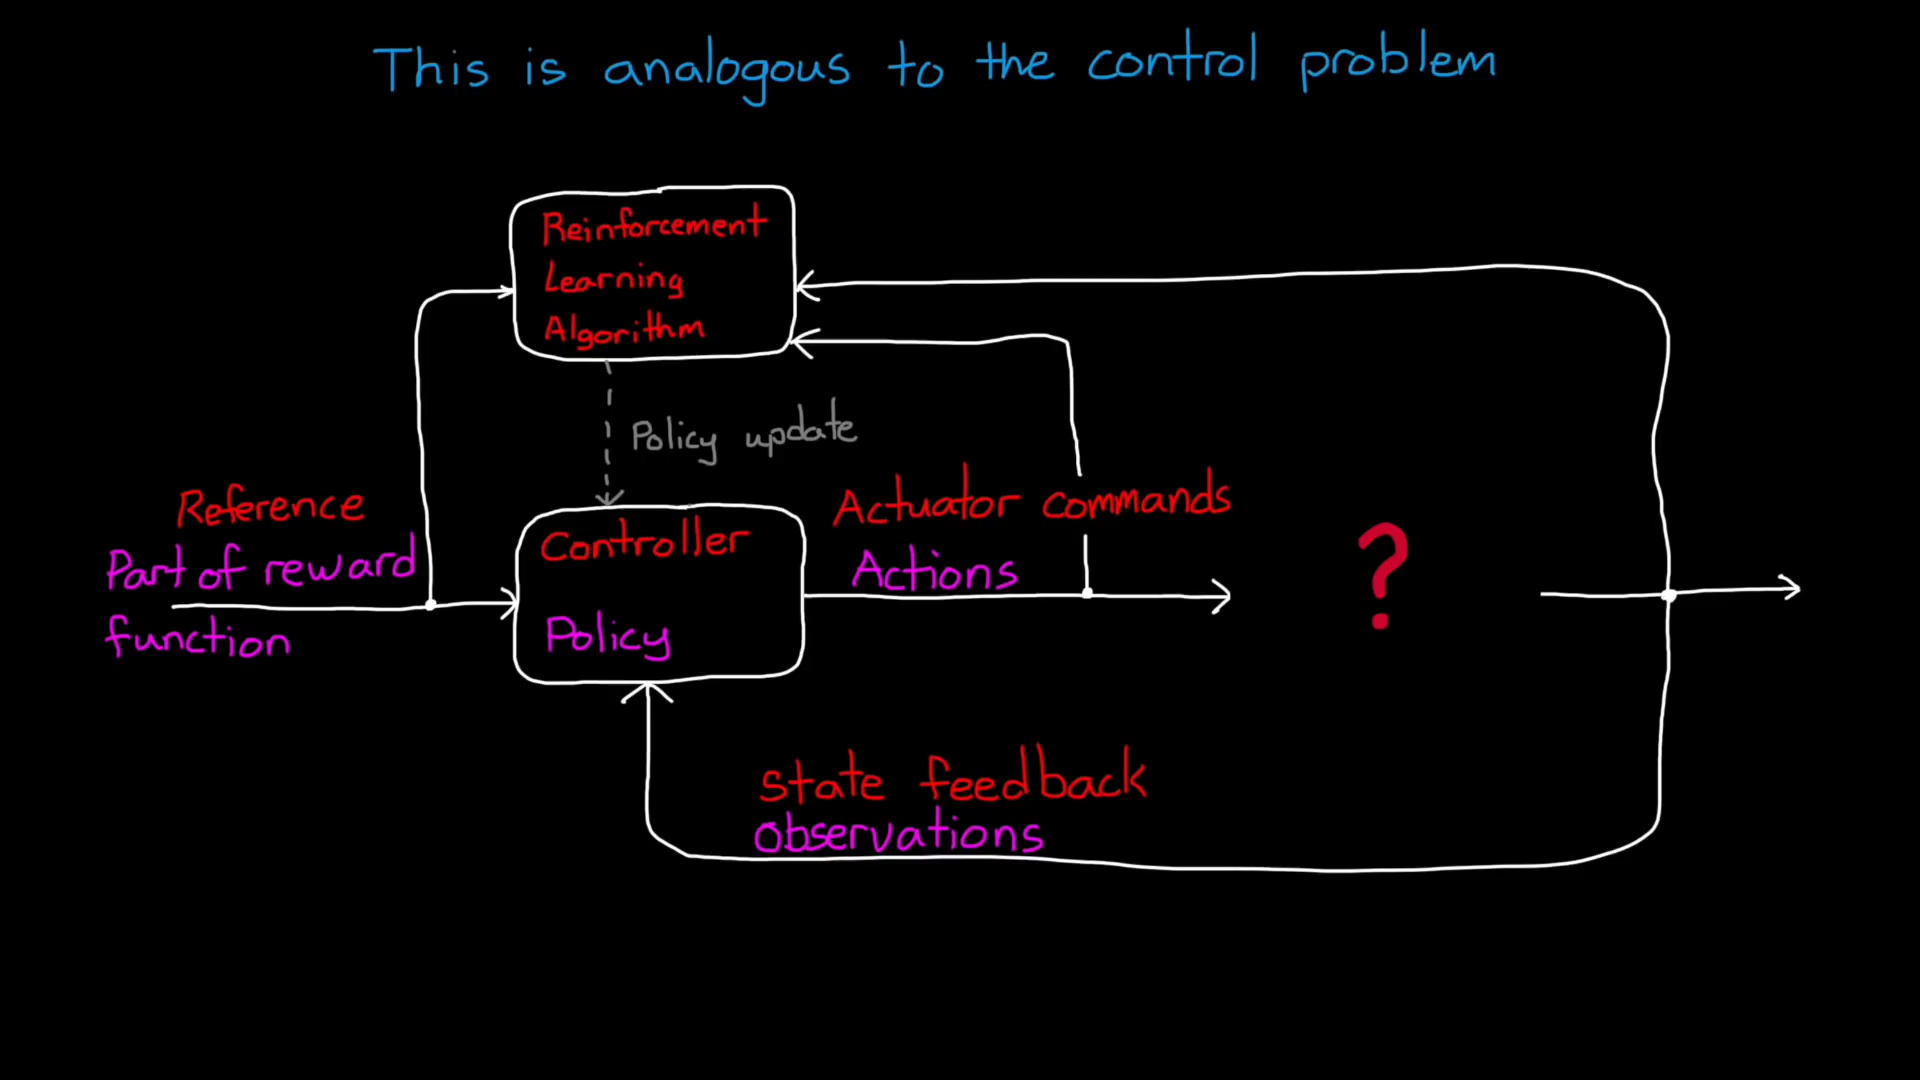 This is analogous to the control problem
Reinforcement
Learning
Algorithm
Policy update
Reference
Part of reward
function
Controller
Policy
Actuator commands
Actions
?
State feedback
Observations